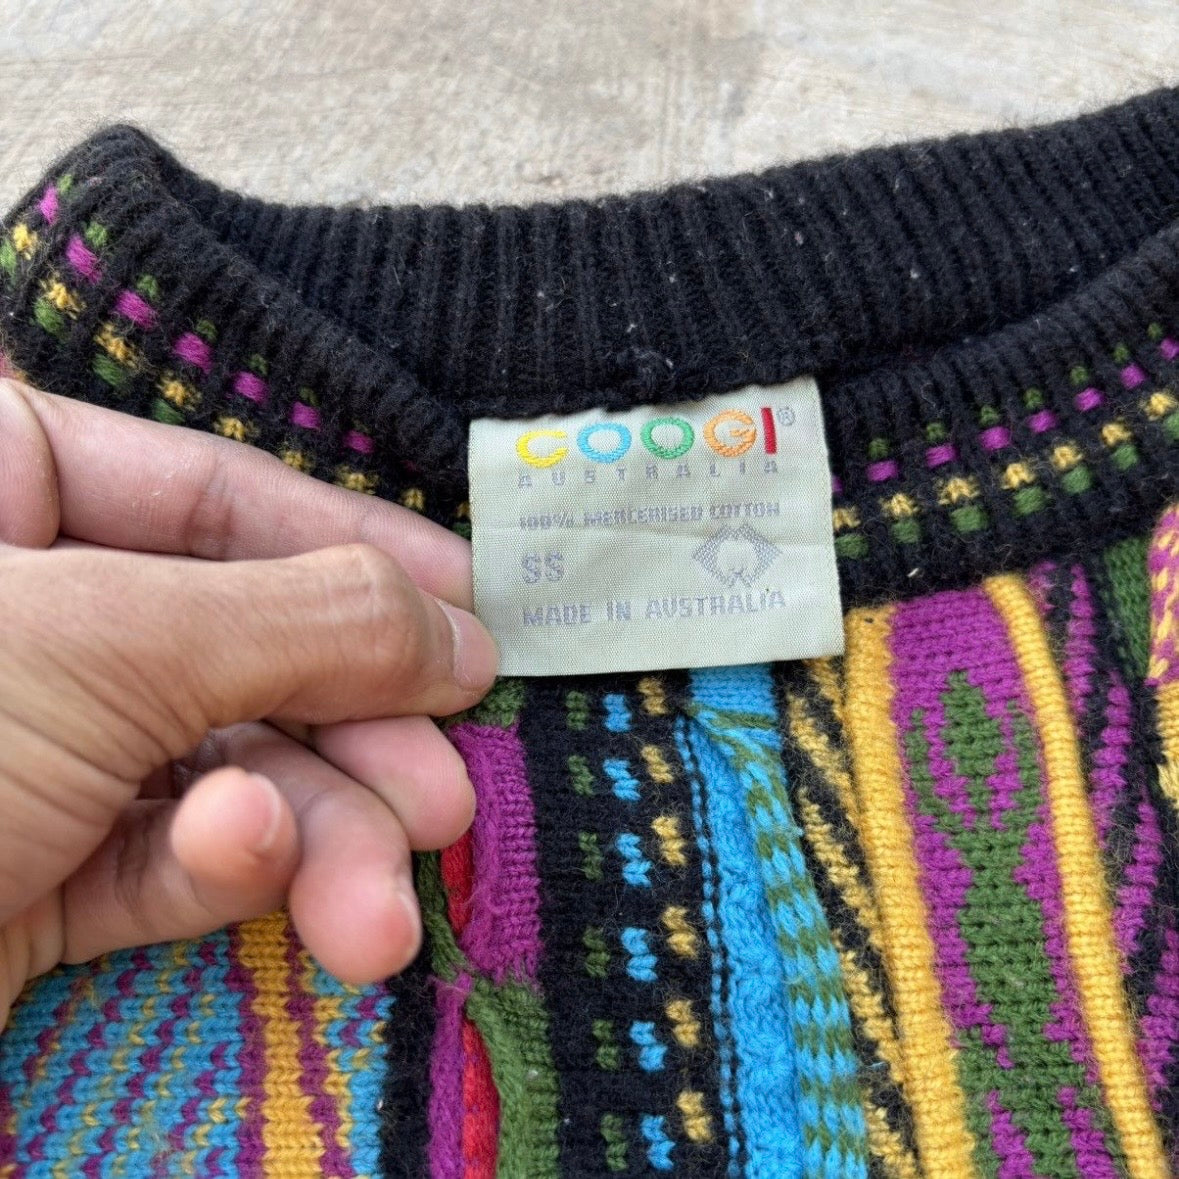 COOGI®
AUSTRALIA
100% MERCERISED COTTON
SS
MADE IN AUSTRALIA